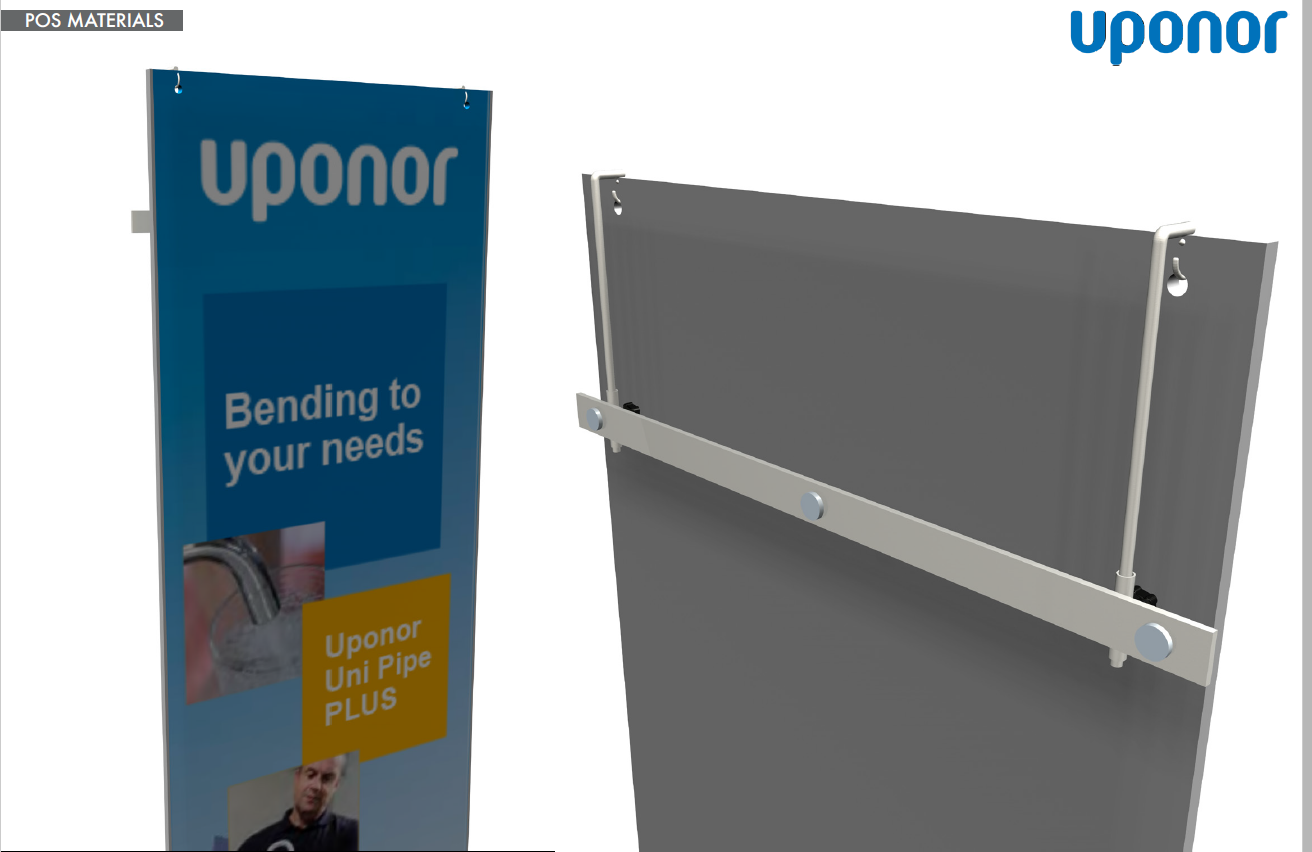 POS MATERIALS
uponor
uponor
Bending to
your needs
Uponor
Uni Pipe
PLUS